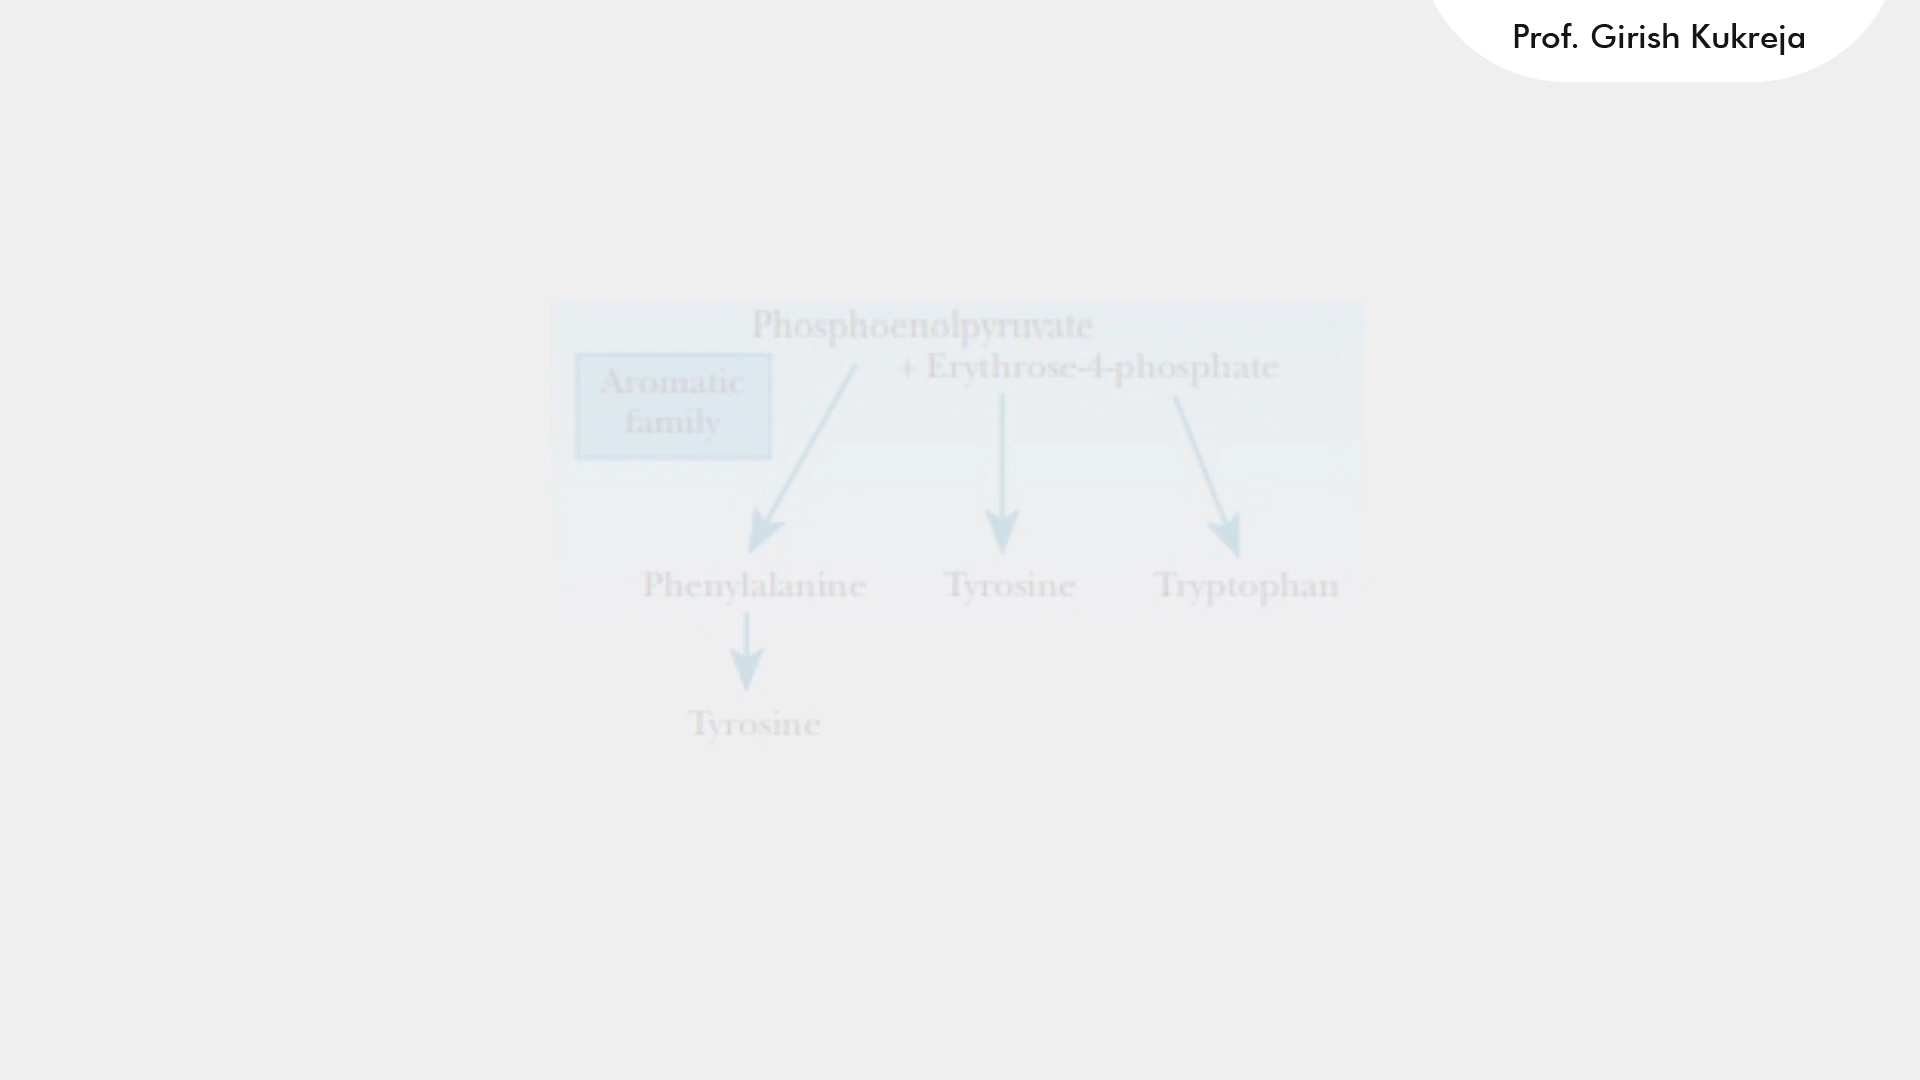 Prof. Girish Kukreja
Phosphoenolpyruvate
+ Erythrose-4-phosphate
Aromatic
family
Phenylalanine
Tyrosine
Tryptophan
Tyrosine